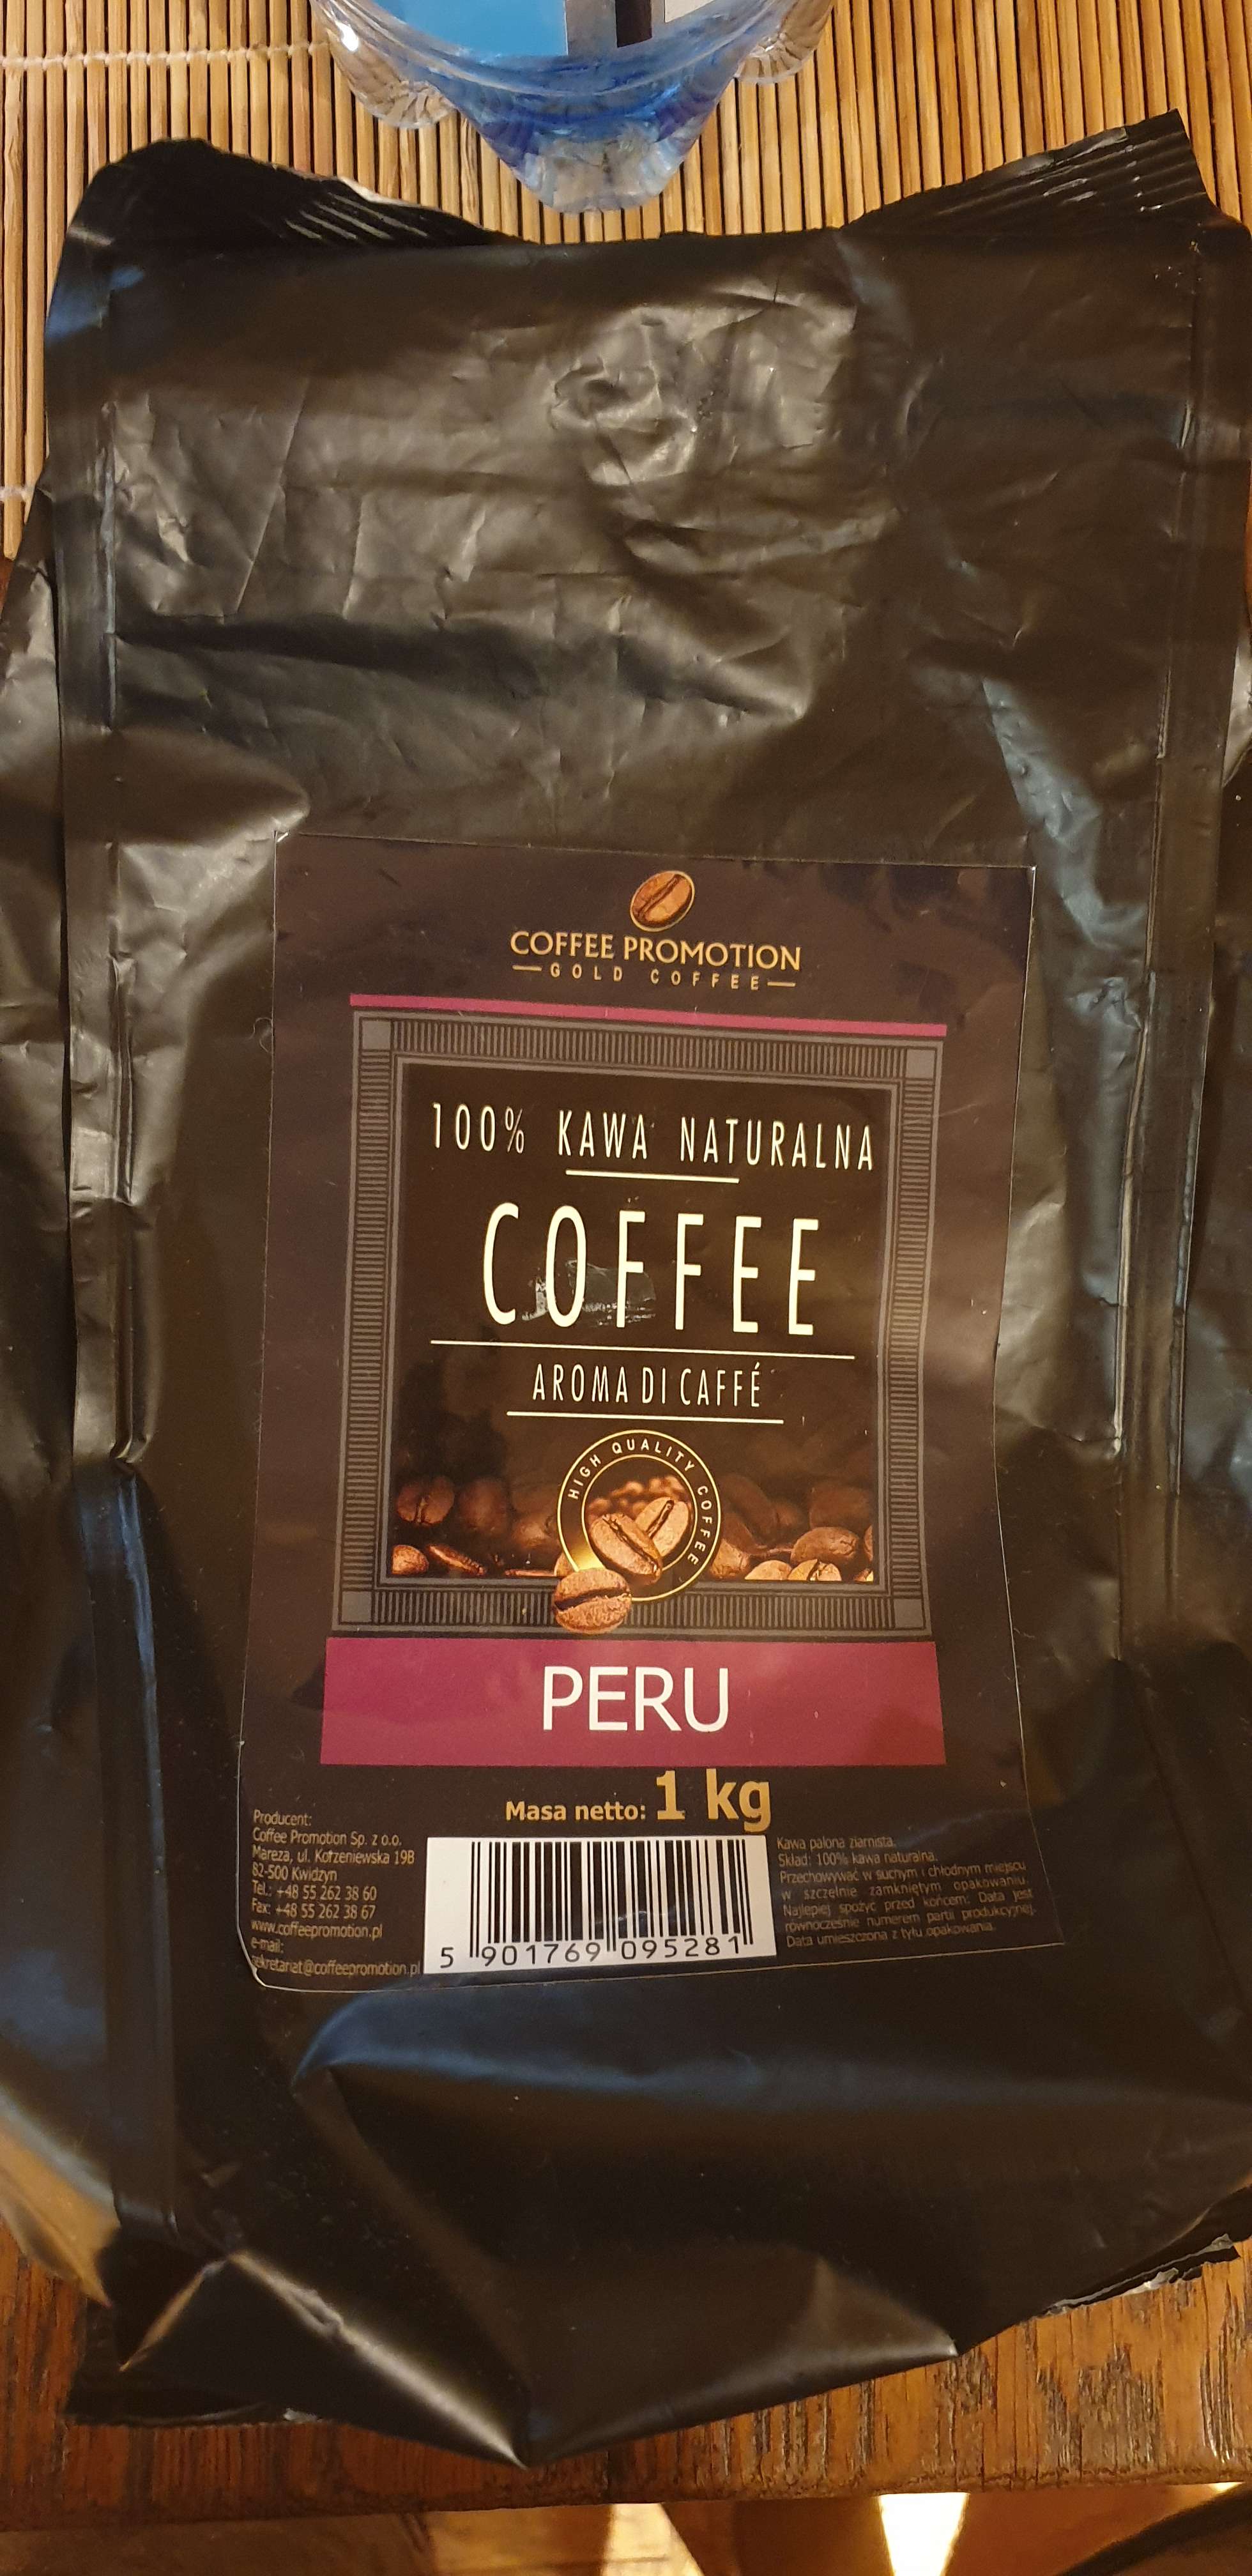 COFFEE PROMOTION
GOLD COFFEE
100% KAWA NATURALNA
COFFEE
AROMA DI CAFFÉ
HIGH QUALITY COFFEE
PERU
Masa netto: 1 kg
Producent:
Coffee Promotion Sp. z o.o.
Mareza, ul. Korzeniewska 19B
82-500 Kwidzyn
Tel.: +48 55 262 38 60
Fax: +48 55 262 38 67
www.coffeepromotion.pl
e-mail:
sekretariat@coffeepromotion.pl
5 901769 095281
Kawa palona ziarnista.
Skład: 100% kawa naturalna.
Przechowywać w suchym i chłodnym miejscu
w szczelnie zamkniętym opakowaniu.
Najlepiej spożyć przed końcem: Data jest
równocześnie numerem partii produkcyjnej.
Data umieszczona z tyłu opakowania.